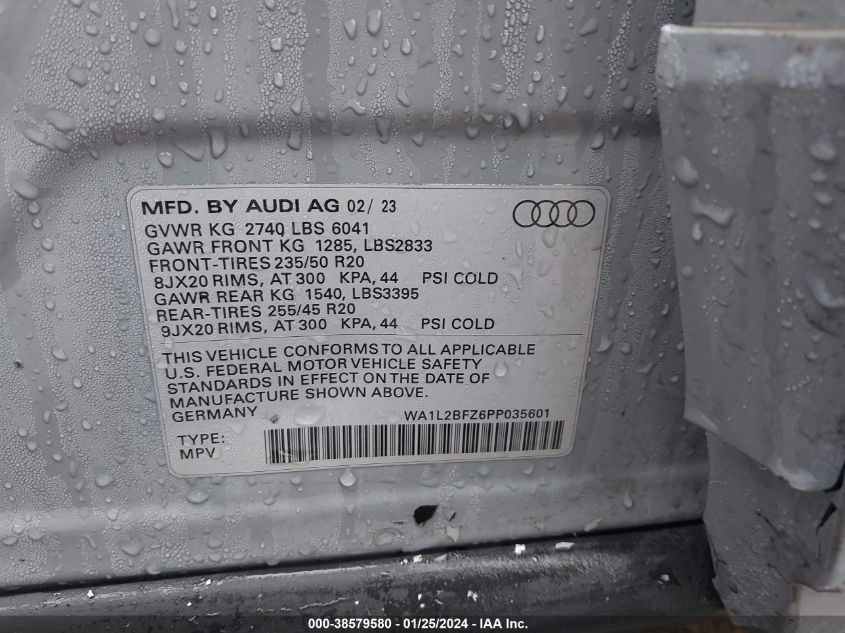 MFD. BY AUDI AG 02/ 23
GVWR KG 2740 LBS 6041
GAWR FRONT KG 1285, LBS2833
FRONT-TIRES 235/50 R20
8JX20 RIMS, AT 300 KPA, 44 PSI COLD
GAWR REAR KG 1540, LBS3395
REAR-TIRES 255/45 R20
9JX20 RIMS, AT 300 KPA, 44 PSI COLD
THIS VEHICLE CONFORMS TO ALL APPLICABLE
U.S. FEDERAL MOTOR VEHICLE SAFETY
STANDARDS IN EFFECT ON THE DATE OF
MANUFACTURE SHOWN ABOVE.
GERMANY WA1L2BFZ6PP035601
TYPE:
MPV
000-38579580 - 01/25/2024 - IAA Inc.